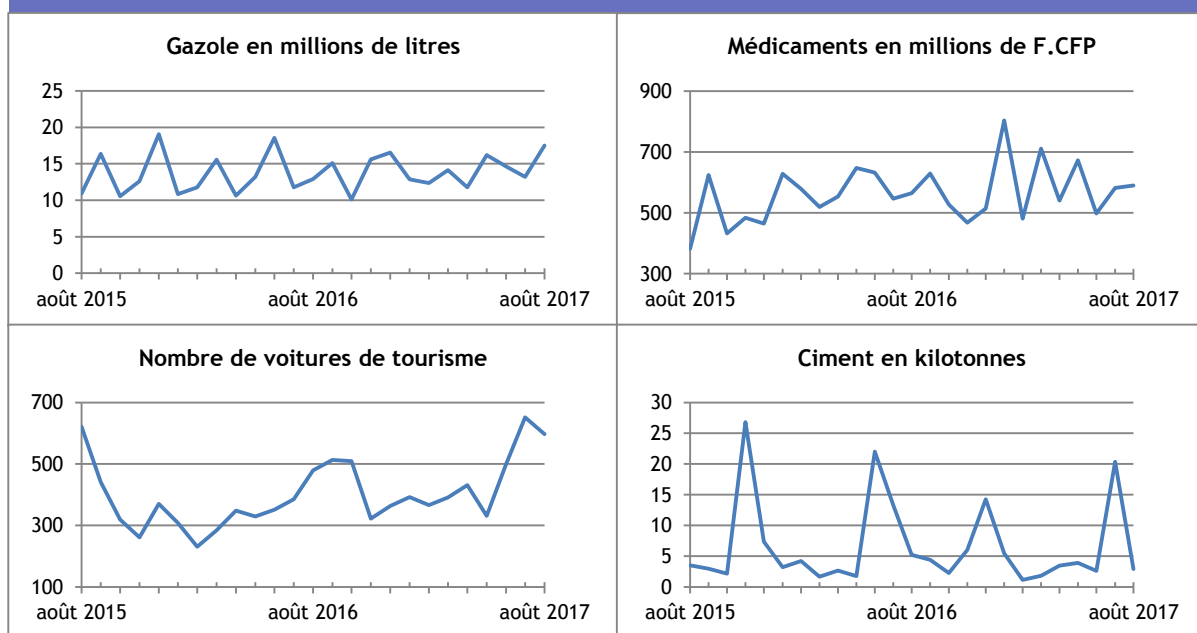 Gazole en millions de litres
25
20
15
10
5
0
août 2015
août 2016
août 2017
Médicaments en millions de F.CFP
900
700
500
300
août 2015
août 2016
août 2017
Nombre de voitures de tourisme
700
500
300
100
août 2015
août 2016
août 2017
Ciment en kilotonnes
30
25
20
15
10
5
0
août 2015
août 2016
août 2017